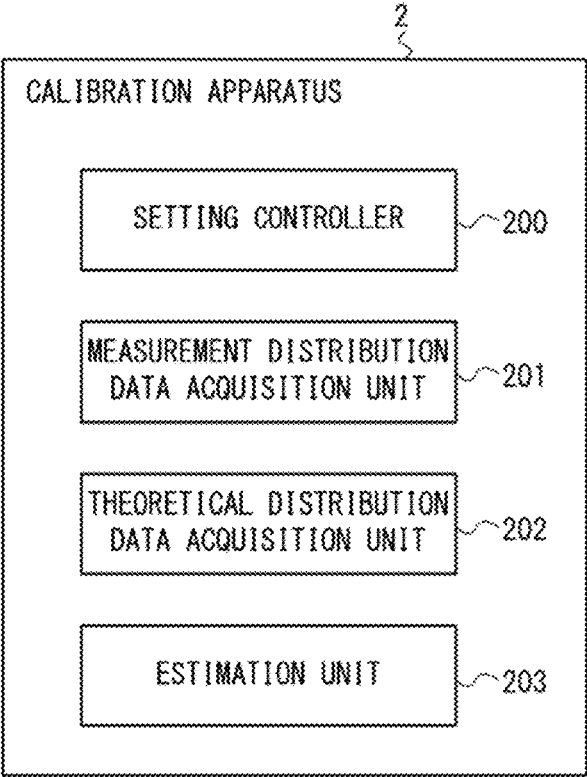 2
CALIBRATION APPARATUS
SETTING CONTROLLER
200
MEASUREMENT DISTRIBUTION
DATA ACQUISITION UNIT
201
THEORETICAL DISTRIBUTION
DATA ACQUISITION UNIT
202
ESTIMATION UNIT
203